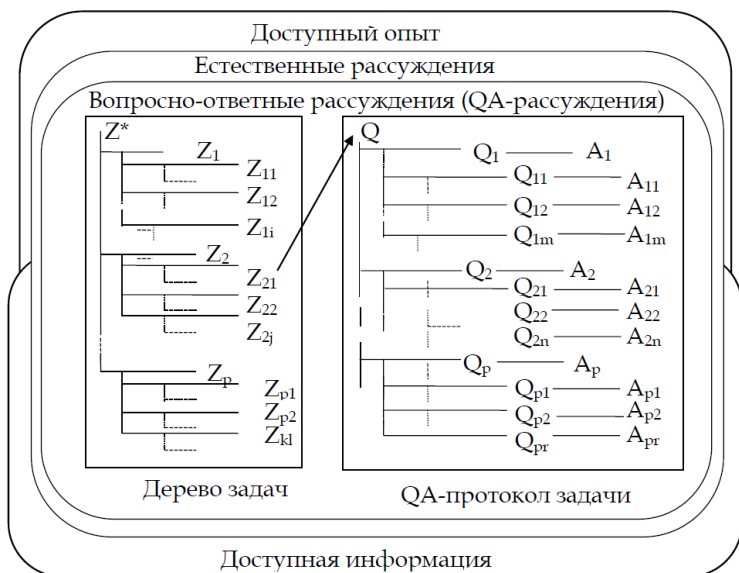 Доступный опыт
Естественные рассуждения
Вопросно-ответные рассуждения (QA-рассуждения)
Z*
Z1
Z11
Z12
Z1i
Z2
Z21
Z22
Z2j
Zp
Zp1
Zp2
Zkl
Дерево задач
Q
Q1 A1
Q11 A11
Q12 A12
Q1m A1m
Q2 A2
Q21 A21
Q22 A22
Q2n A2n
Qp Ap
Qp1 Ap1
Qp2 Ap2
Qpr Apr
QA-протокол задачи
Доступная информация